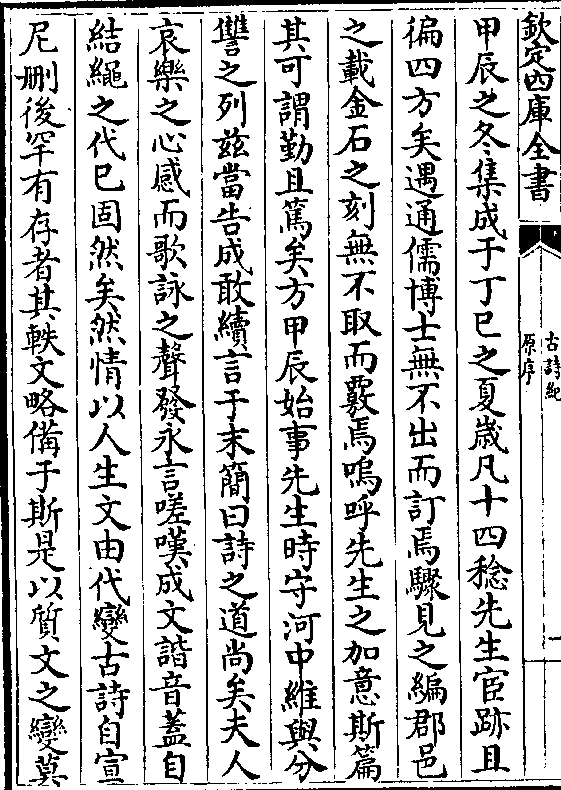 欽定四庫全書
古詩紀
原序
一
甲辰之冬集成于丁巳之夏歲凡十四稔先生宦跡且
徧四方矣遇通儒博士無不出而訂焉驟見之編郡邑
之載金石之刻無不取而覈焉嗚呼先生之加意斯篇
其可謂勤且篤矣方甲辰始事先生時守河中維與分
讐之列兹當告成敢續言于末簡曰詩之道尚矣夫人
哀樂之心感而歌詠之聲發永言嗟嘆成文諧音蓋自
結繩之代已固然矣然情以人生文由代變古詩自宣
尼删後罕有存者其軼文略備于斯是以質文之變莫